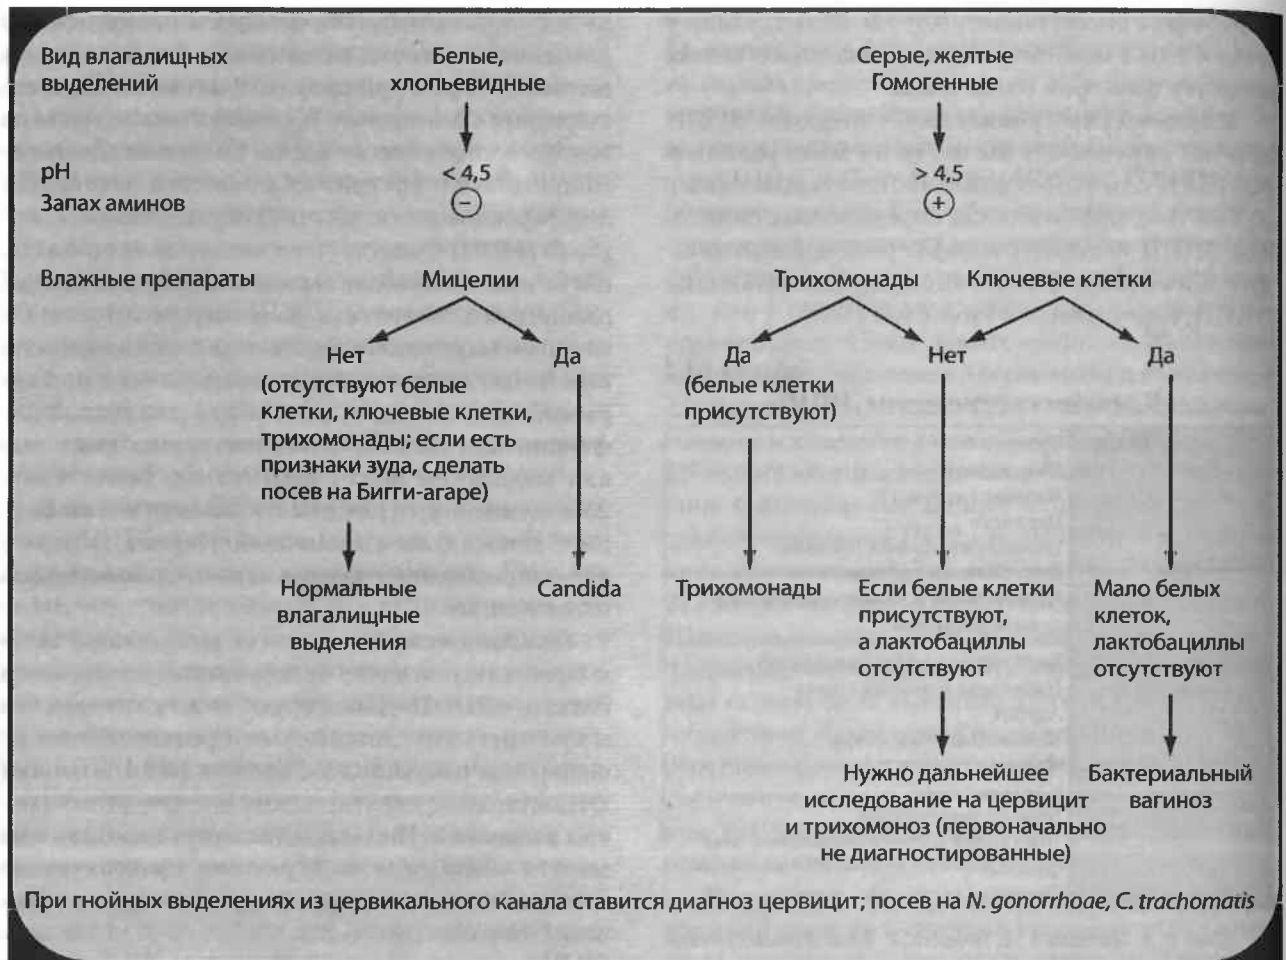 Вид влагалищных
выделений
Белые,
хлопьевидные
Серые, желтые
Гомогенные
pH
< 4,5
> 4,5
Запах аминов
−
+
Влажные препараты
Мицелии
Трихомонады
Ключевые клетки
Нет
(отсутствуют белые
клетки, ключевые клетки,
трихомонады; если есть
признаки зуда, сделать
посев на Бигги-агаре)
Да
Да
(белые клетки
присутствуют)
Нет
Да
Нормальные
влагалищные
выделения
Candida
Трихомонады
Если белые клетки
присутствуют,
а лактобациллы
отсутствуют
Мало белых
клеток,
лактобациллы
отсутствуют
Нужно дальнейшее
исследование на цервицит
и трихомоноз (первоначально
не диагностированные)
Бактериальный
вагиноз
При гнойных выделениях из цервикального канала ставится диагноз цервицит; посев на N. gonorrhoae, C. trachomatis